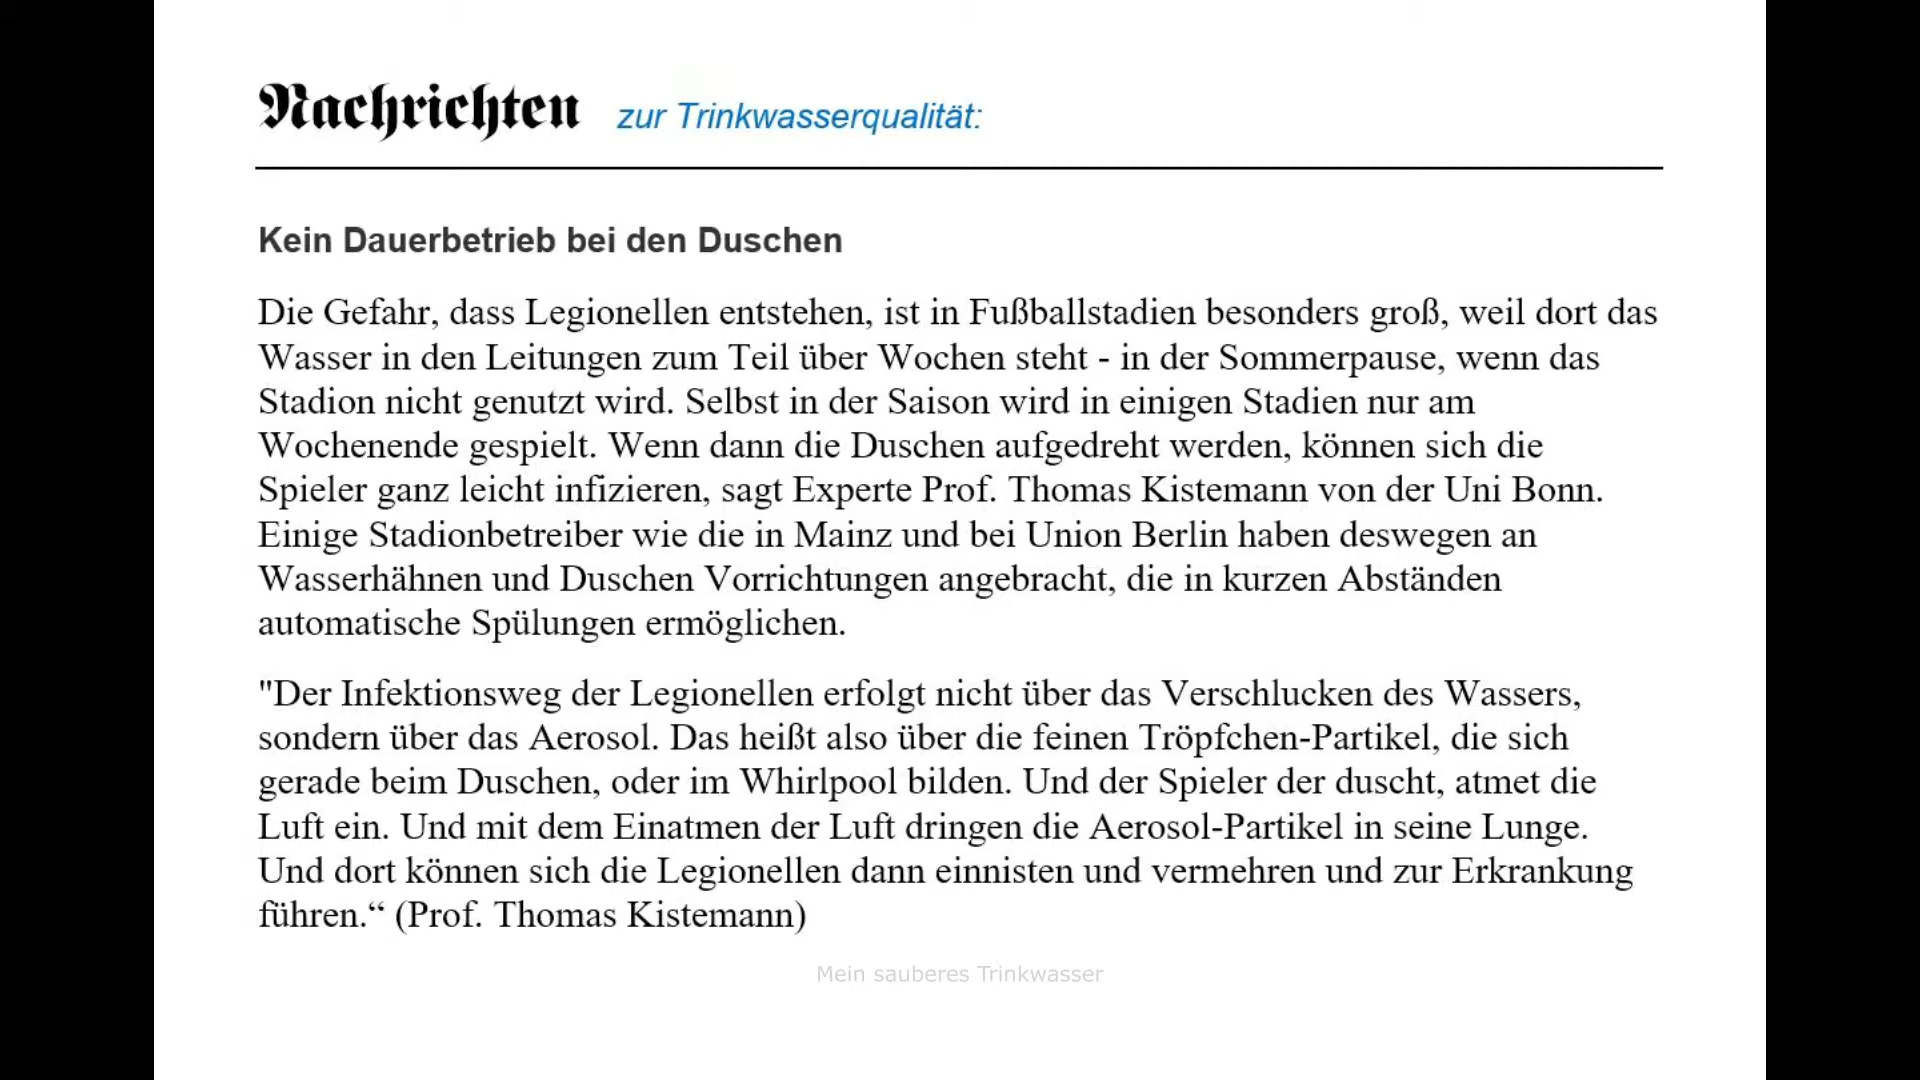 Nachrichten zur Trinkwasserqualität:
Kein Dauerbetrieb bei den Duschen
Die Gefahr, dass Legionellen entstehen, ist in Fußballstadien besonders groß, weil dort das
Wasser in den Leitungen zum Teil über Wochen steht - in der Sommerpause, wenn das
Stadion nicht genutzt wird. Selbst in der Saison wird in einigen Stadien nur am
Wochenende gespielt. Wenn dann die Duschen aufgedreht werden, können sich die
Spieler ganz leicht infizieren, sagt Experte Prof. Thomas Kistemann von der Uni Bonn.
Einige Stadionbetreiber wie die in Mainz und bei Union Berlin haben deswegen an
Wasserhähnen und Duschen Vorrichtungen angebracht, die in kurzen Abständen
automatische Spülungen ermöglichen.
"Der Infektionsweg der Legionellen erfolgt nicht über das Verschlucken des Wassers,
sondern über das Aerosol. Das heißt also über die feinen Tröpfchen-Partikel, die sich
gerade beim Duschen, oder im Whirlpool bilden. Und der Spieler der duscht, atmet die
Luft ein. Und mit dem Einatmen der Luft dringen die Aerosol-Partikel in seine Lunge.
Und dort können sich die Legionellen dann einnisten und vermehren und zur Erkrankung
führen.“ (Prof. Thomas Kistemann)
Mein sauberes Trinkwasser